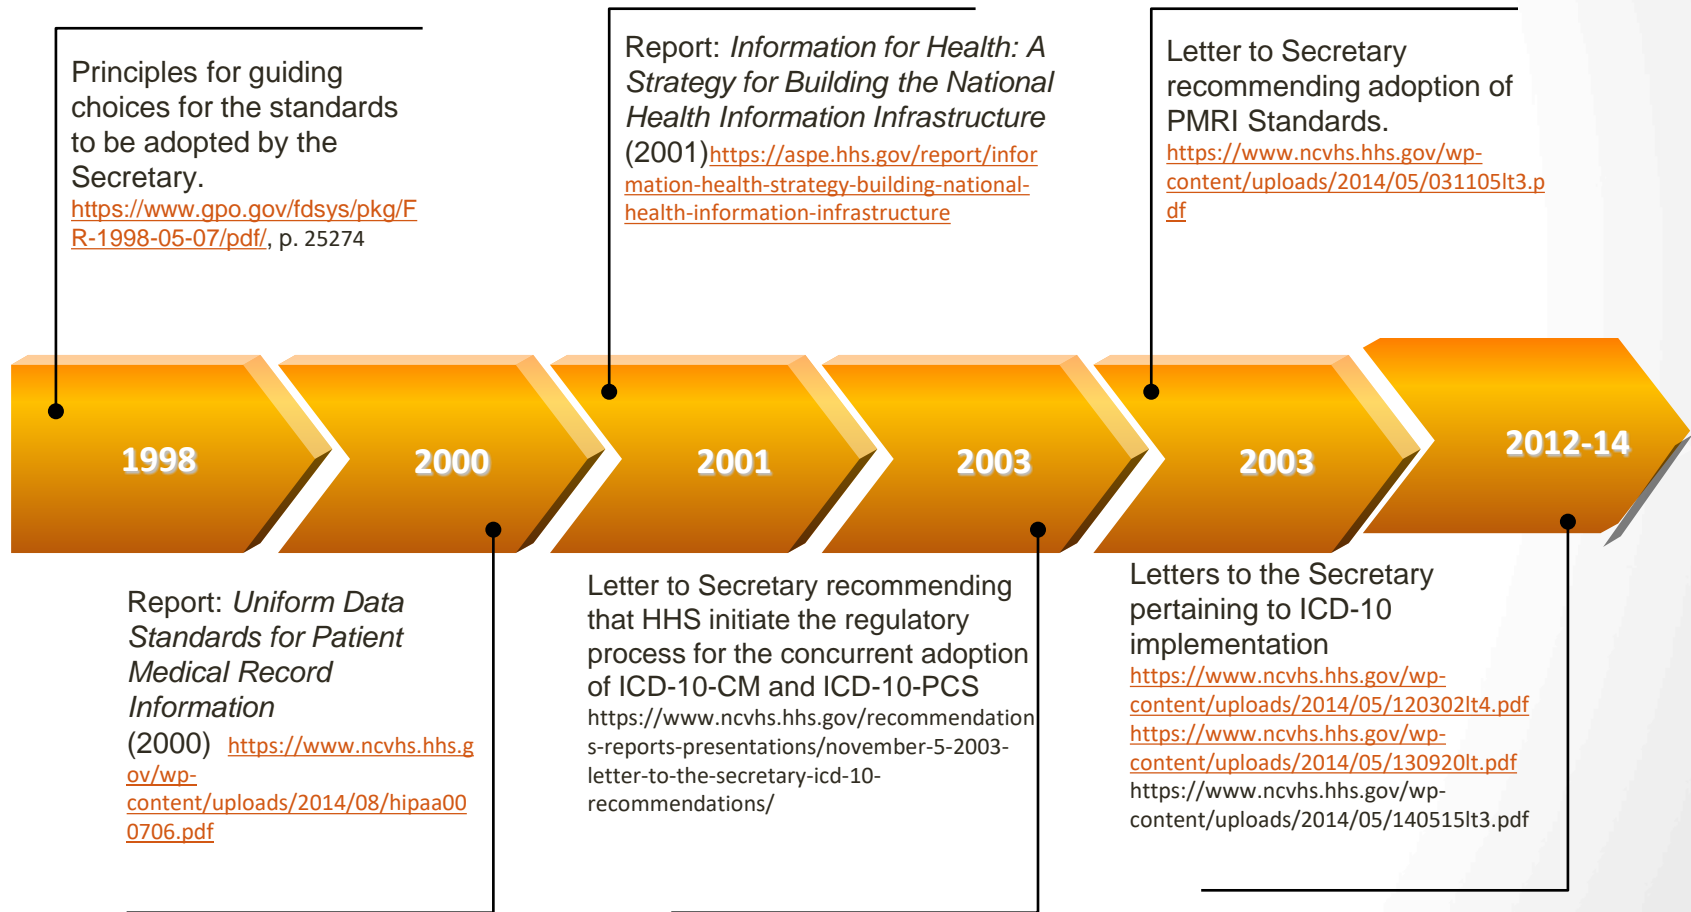 Principles for guiding
choices for the standards
to be adopted by the
Secretary.
https://www.gpo.gov/fdsys/pkg/F
R-1998-05-07/pdf/, p. 25274
Report: Information for Health: A
Strategy for Building the National
Health Information Infrastructure
(2001)https://aspe.hhs.gov/report/infor
mation-health-strategy-building-national-
health-information-infrastructure
Letter to Secretary
recommending adoption of
PMRI Standards.
https://www.ncvhs.hhs.gov/wp-
content/uploads/2014/05/031105lt3.p
df
1998
2000
2001
2003
2003
2012-14
Report: Uniform Data
Standards for Patient
Medical Record
Information
(2000) https://www.ncvhs.hhs.g
ov/wp-
content/uploads/2014/08/hipaa00
0706.pdf
Letter to Secretary recommending
that HHS initiate the regulatory
process for the concurrent adoption
of ICD-10-CM and ICD-10-PCS
https://www.ncvhs.hhs.gov/recommendation
s-reports-presentations/november-5-2003-
letter-to-the-secretary-icd-10-
recommendations/
Letters to the Secretary
pertaining to ICD-10
implementation
https://www.ncvhs.hhs.gov/wp-
content/uploads/2014/05/120302lt4.pdf
https://www.ncvhs.hhs.gov/wp-
content/uploads/2014/05/130920lt.pdf
https://www.ncvhs.hhs.gov/wp-
content/uploads/2014/05/140515lt3.pdf